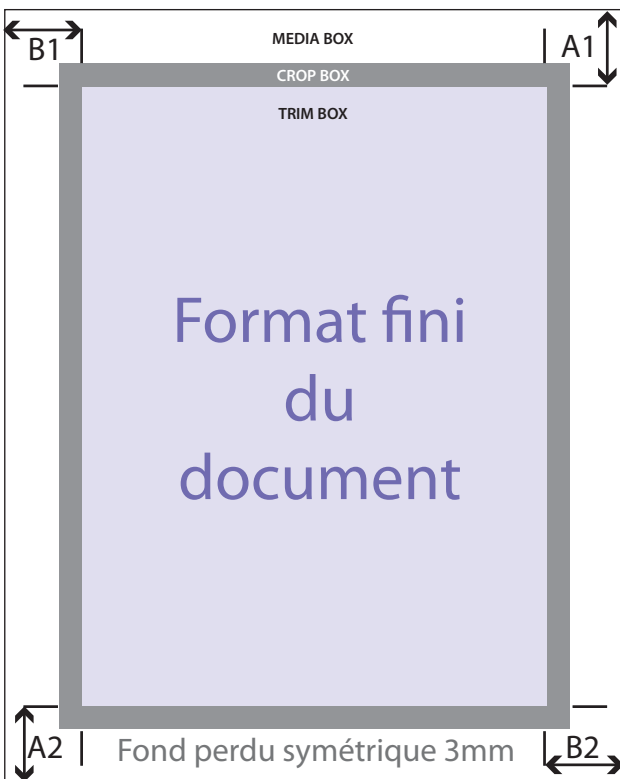 MEDIA BOX
B1
A1
CROP BOX
TRIM BOX
Format fini
du
document
A2
Fond perdu symétrique 3mm
B2